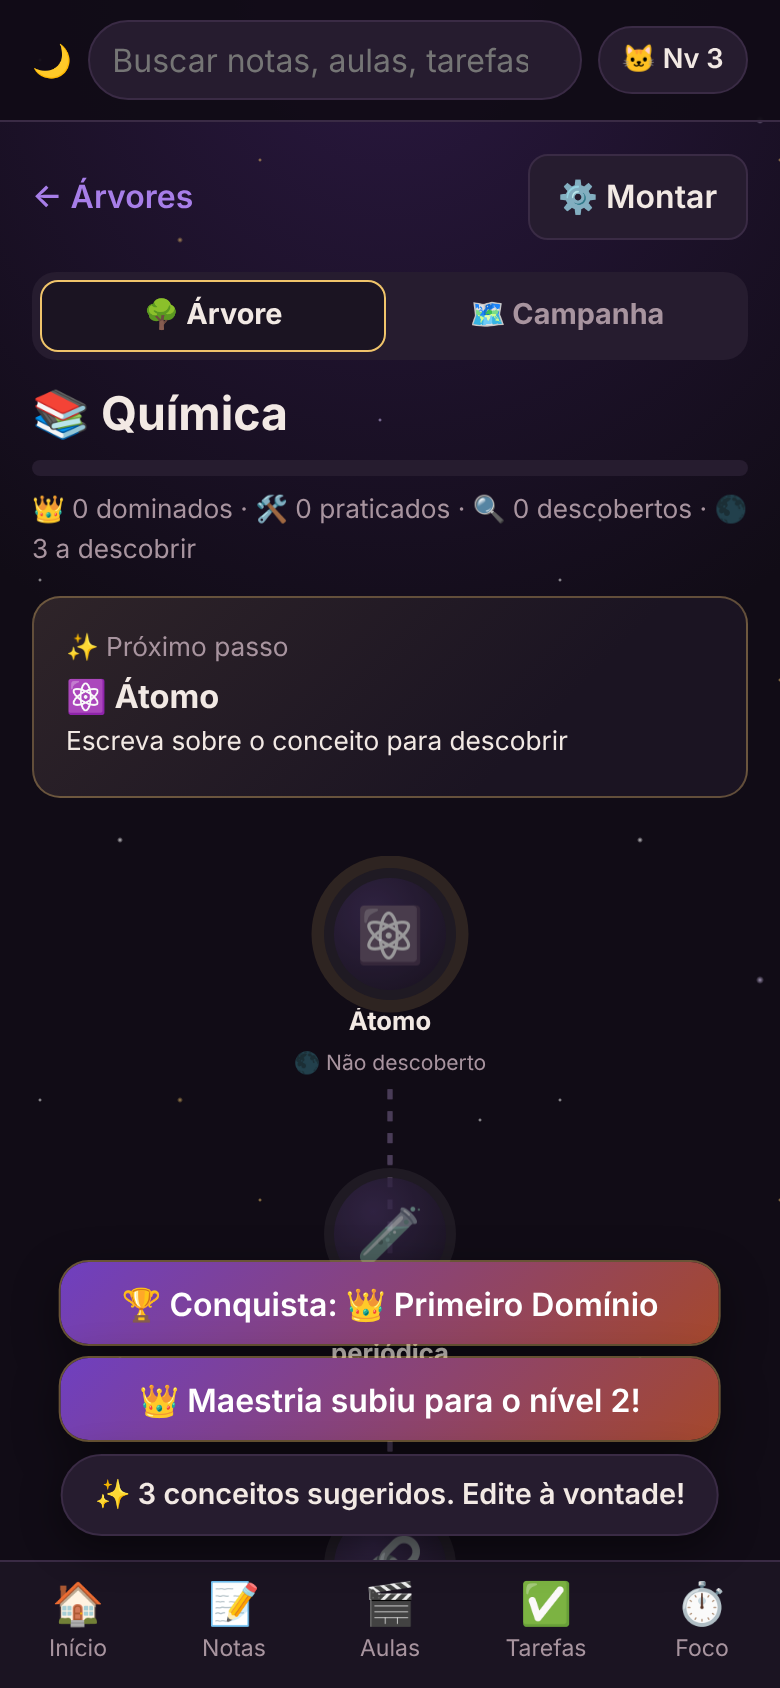 Buscar notas, aulas, tarefas
Nv 3
← Árvores
Montar
Árvore
Campanha
Química
0 dominados · 0 praticados · 0 descobertos ·
3 a descobrir
Próximo passo
Átomo
Escreva sobre o conceito para descobrir
Átomo
Não descoberto
Conquista: Primeiro Domínio
periódica
Maestria subiu para o nível 2!
3 conceitos sugeridos. Edite à vontade!
Início
Notas
Aulas
Tarefas
Foco